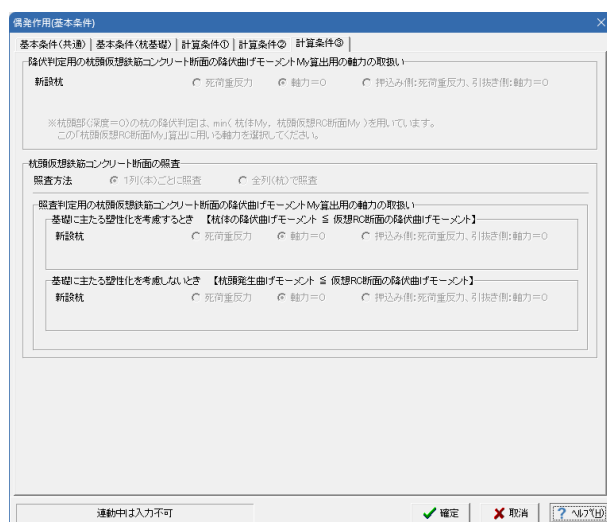 偶発作用(基本条件)
基本条件(共通) 基本条件(杭基礎) 計算条件① 計算条件② 計算条件③
降伏判定用の杭頭仮想鉄筋コンクリート断面の降伏曲げモーメントMy算出用の軸力の取扱い
新設杭 死荷重反力 軸力=0 押込み側:死荷重反力、引抜き側:軸力=0
※杭頭部(深度=0)の杭の降伏判定は、min( 杭体My, 杭頭仮想RC断面My )を用いています。
この「杭頭仮想RC断面My」算出に用いる軸力を選択してください。
杭頭仮想鉄筋コンクリート断面の照査
照査方法 1列(本)ごとに照査 全列(杭)で照査
照査判定用の杭頭仮想鉄筋コンクリート断面の降伏曲げモーメントMy算出用の軸力の取扱い
基礎に主たる塑性化を考慮するとき 【杭体の降伏曲げモーメント ≦ 仮想RC断面の降伏曲げモーメント】
新設杭 死荷重反力 軸力=0 押込み側:死荷重反力、引抜き側:軸力=0
基礎に主たる塑性化を考慮しないとき 【杭頭発生曲げモーメント ≦ 仮想RC断面の降伏曲げモーメント】
新設杭 死荷重反力 軸力=0 押込み側:死荷重反力、引抜き側:軸力=0
連動中は入力不可 確定 取消 ? ヘルプ(H)